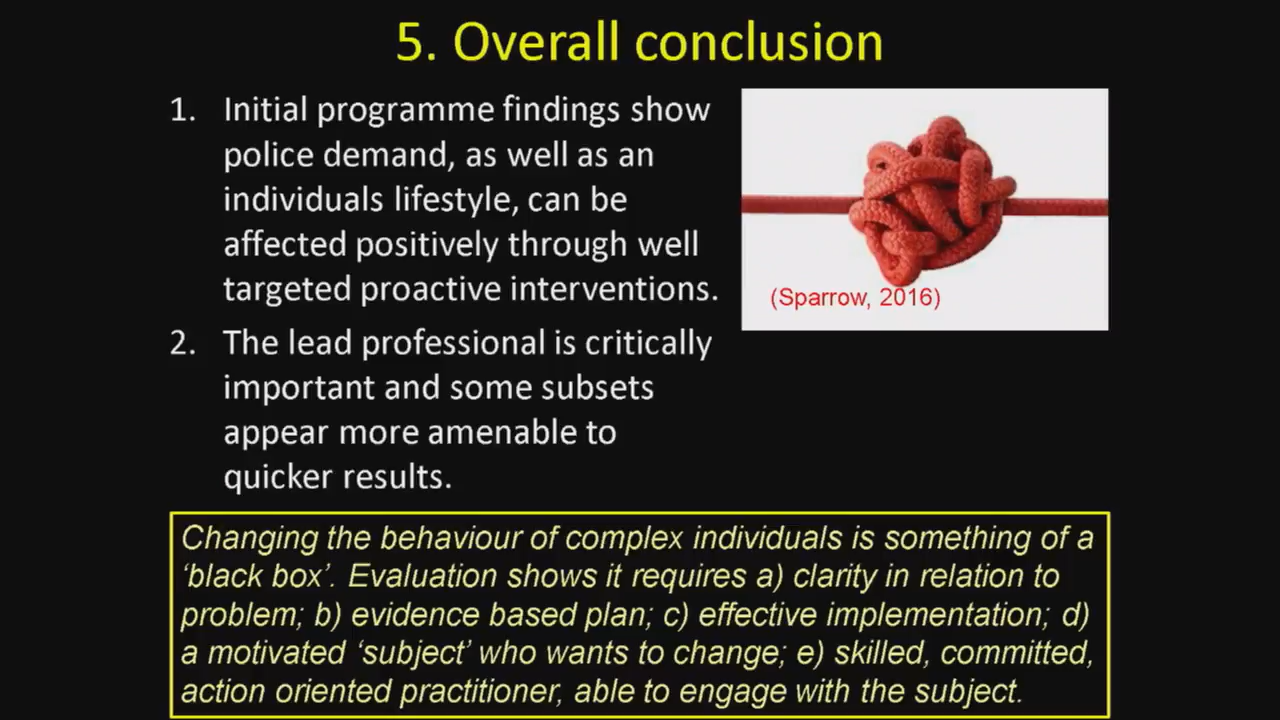 5. Overall conclusion
1. Initial programme findings show
police demand, as well as an
individuals lifestyle, can be
affected positively through well
targeted proactive interventions.
(Sparrow, 2016)
2. The lead professional is critically
important and some subsets
appear more amenable to
quicker results.
Changing the behaviour of complex individuals is something of a
‘black box’. Evaluation shows it requires a) clarity in relation to
problem; b) evidence based plan; c) effective implementation; d)
a motivated ‘subject’ who wants to change; e) skilled, committed,
action oriented practitioner, able to engage with the subject.